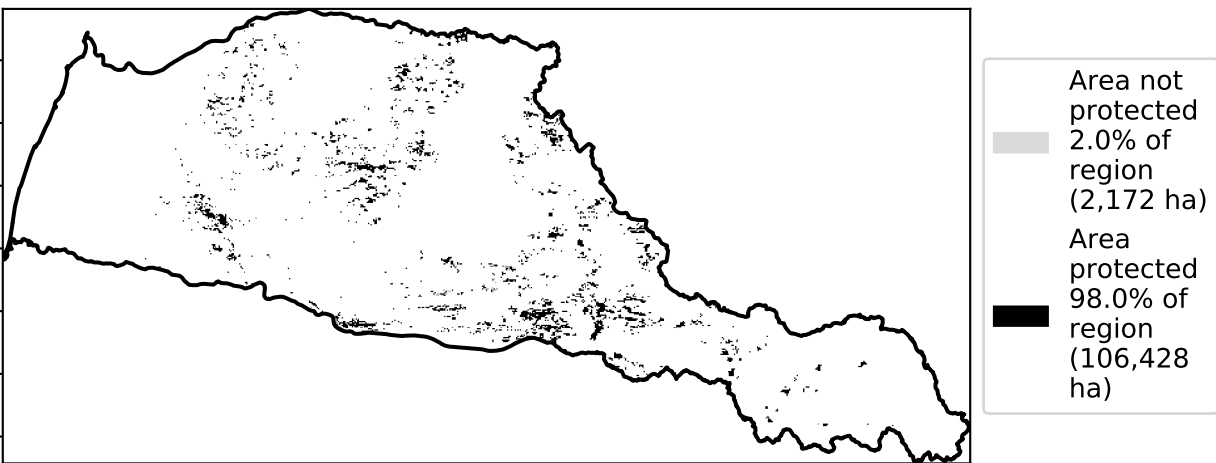 Area not
protected
2.0% of
region
(2,172 ha)
Area
protected
98.0% of
region
(106,428
ha)